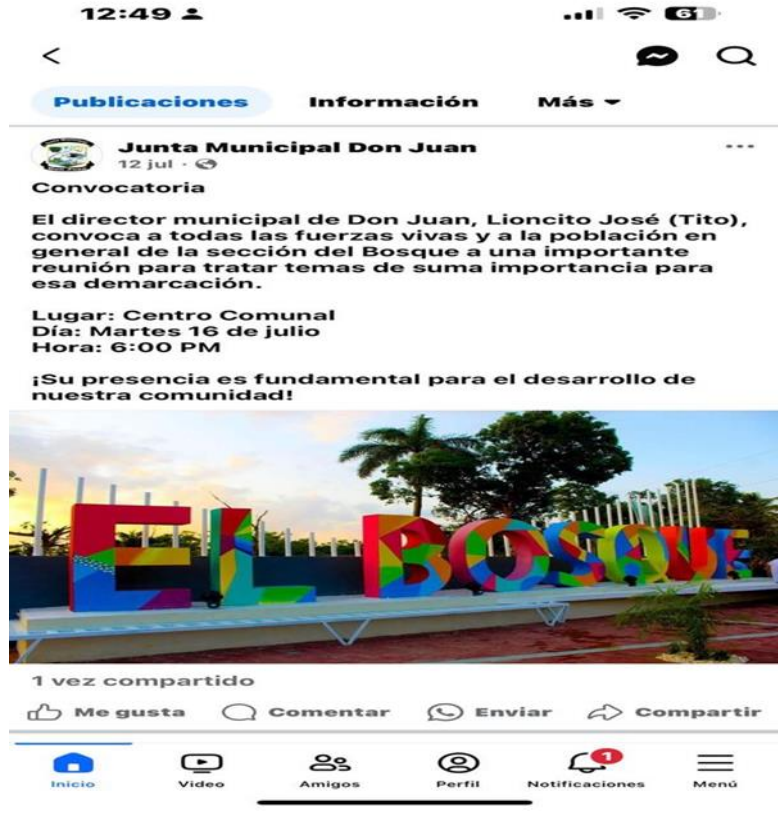 12:49
61
Publicaciones Información Más
Junta Municipal Don Juan
12 jul
Convocatoria
El director municipal de Don Juan, Lioncito José (Tito),
convoca a todas las fuerzas vivas y a la población en
general de la sección del Bosque a una importante
reunión para tratar temas de suma importancia para
esa demarcación.
Lugar: Centro Comunal
Día: Martes 16 de julio
Hora: 6:00 PM
¡Su presencia es fundamental para el desarrollo de
nuestra comunidad!
EL BOSQUE
1 vez compartido
Me gusta Comentar Enviar Compartir
1
Inicio Video Amigos Perfil Notificaciones Menú